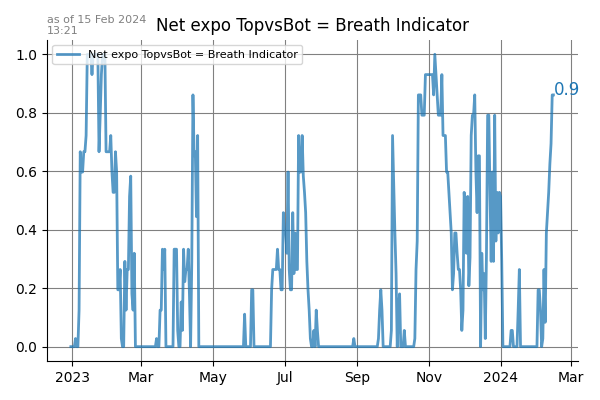 as of 15 Feb 2024
13:21
Net expo TopvsBot = Breath Indicator
Net expo TopvsBot = Breath Indicator
1.0
0.9
0.8
0.6
0.4
0.2
0.0
2023 Mar May Jul Sep Nov 2024 Mar